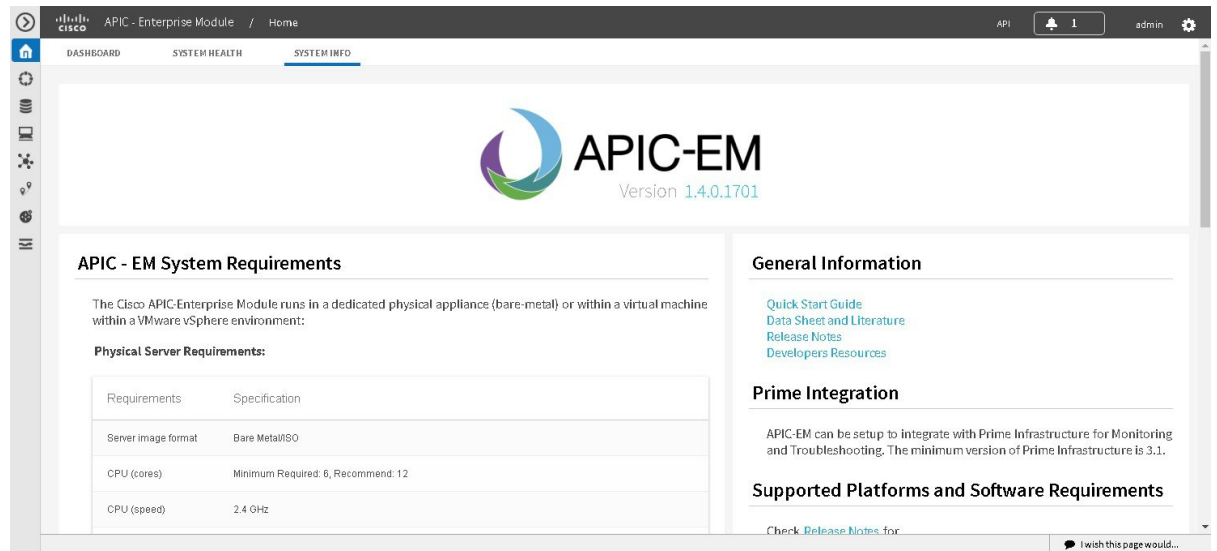 CISCO APIC - Enterprise Module / Home API 1 admin
DASHBOARD SYSTEM HEALTH SYSTEM INFO
APIC-EM
Version 1.4.0.1701
APIC - EM System Requirements
The Cisco APIC-Enterprise Module runs in a dedicated physical appliance (bare-metal) or within a virtual machine
within a VMware vSphere environment:
Physical Server Requirements:
Requirements Specification
Server image format Bare Metal/ISO
CPU (cores) Minimum Required: 6, Recommend: 12
CPU (speed) 2.4 GHz
General Information
Quick Start Guide
Data Sheet and Literature
Release Notes
Developers Resources
Prime Integration
APIC-EM can be setup to integrate with Prime Infrastructure for Monitoring
and Troubleshooting. The minimum version of Prime Infrastructure is 3.1.
Supported Platforms and Software Requirements
Check Release Notes for
I wish this page would...